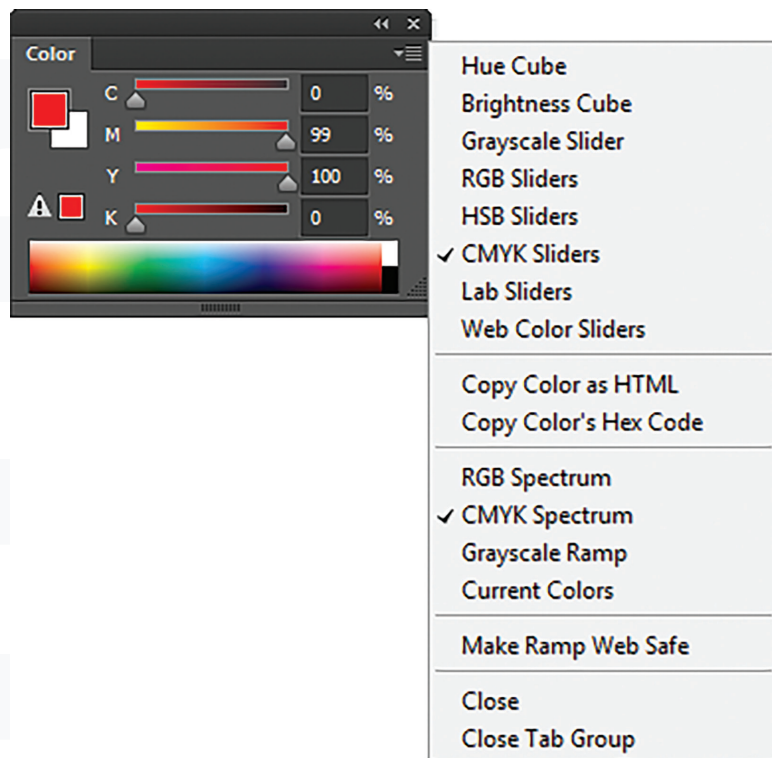 Color
C 0 %
M 99 %
Y 100 %
K 0 %
Hue Cube
Brightness Cube
Grayscale Slider
RGB Sliders
HSB Sliders
CMYK Sliders
Lab Sliders
Web Color Sliders
Copy Color as HTML
Copy Color's Hex Code
RGB Spectrum
CMYK Spectrum
Grayscale Ramp
Current Colors
Make Ramp Web Safe
Close
Close Tab Group